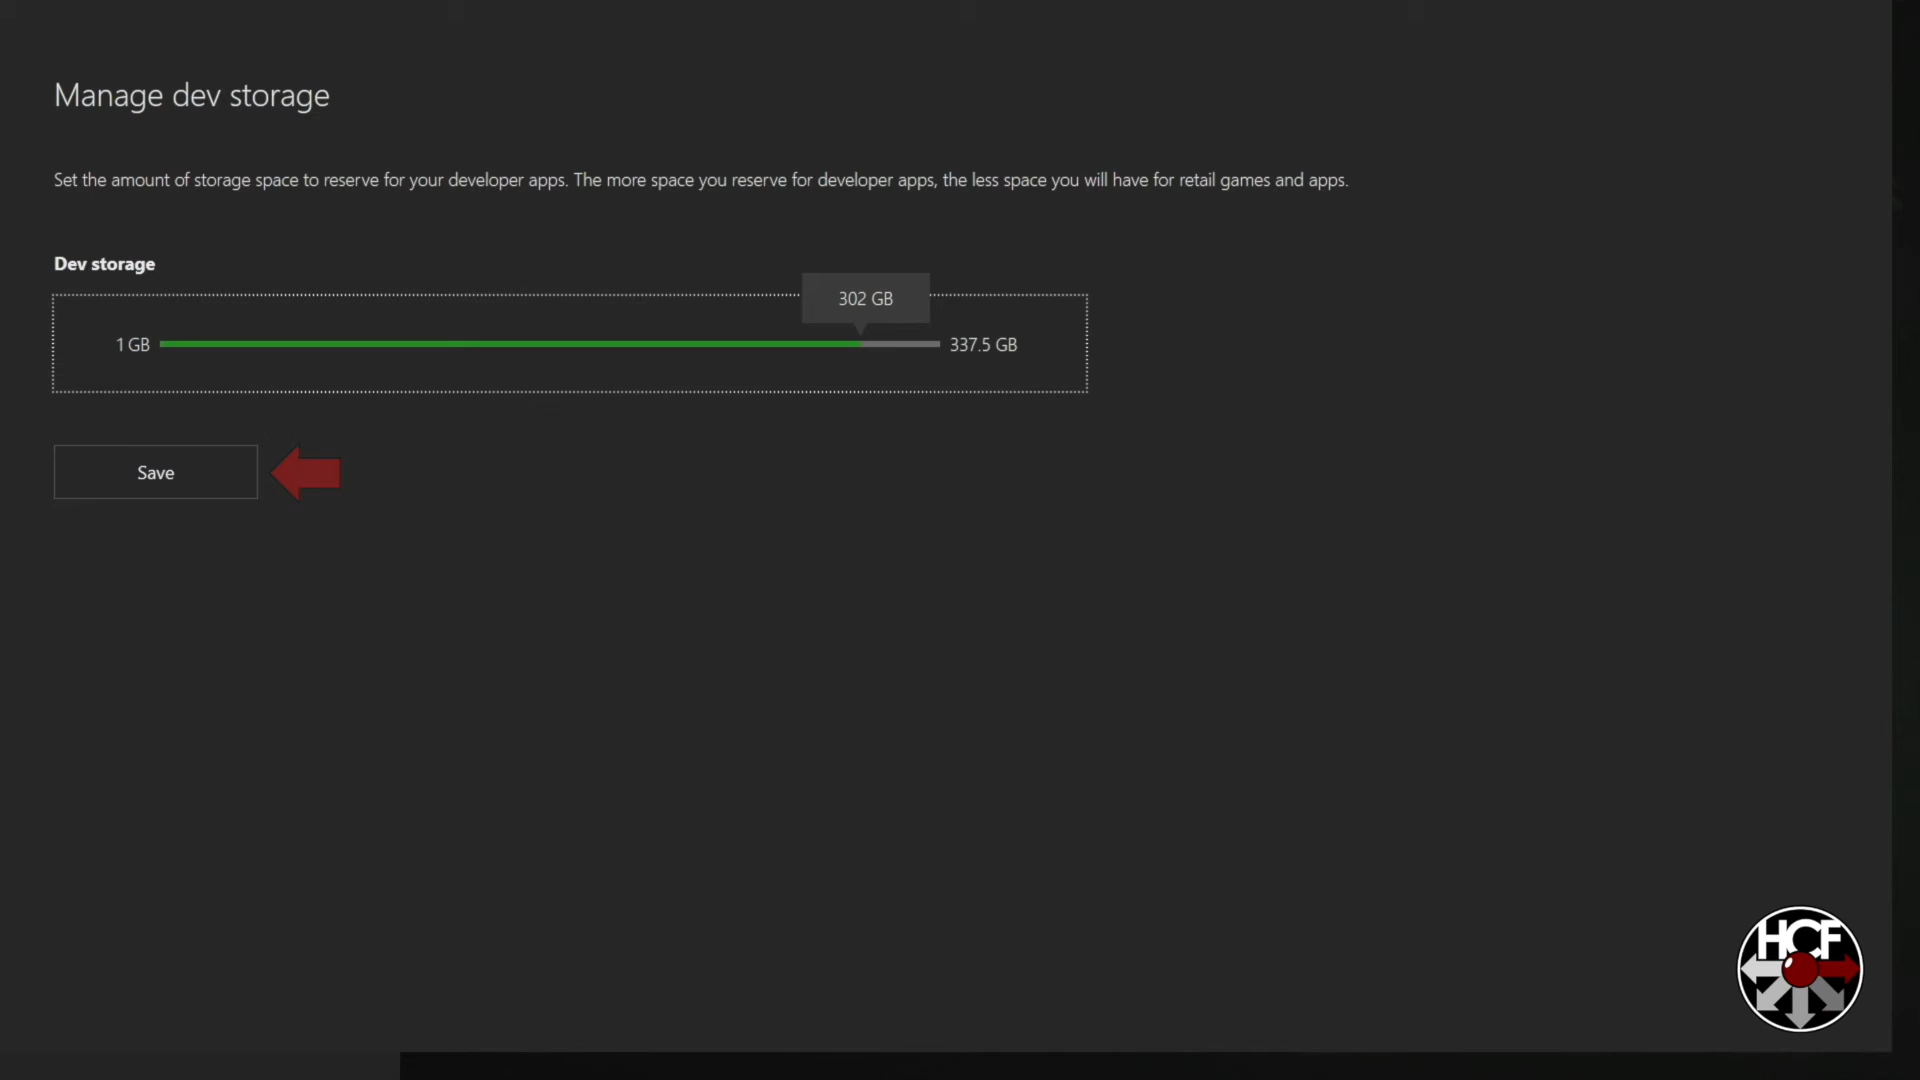 Manage dev storage
Set the amount of storage space to reserve for your developer apps. The more space you reserve for developer apps, the less space you will have for retail games and apps.
Dev storage
302 GB
1 GB
337.5 GB
Save
HCF